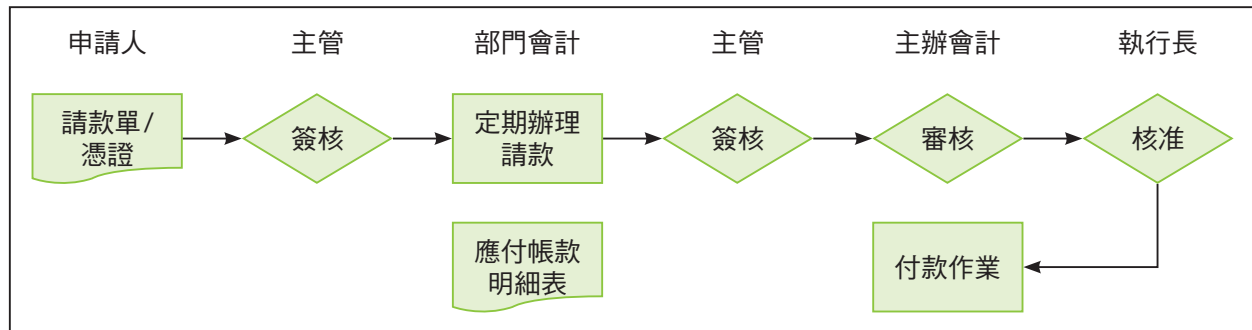 申請人
主管
部門會計
主管
主辦會計
執行長
請款單/
憑證
簽核
定期辦理
請款
簽核
審核
核准
應付帳款
明細表
付款作業